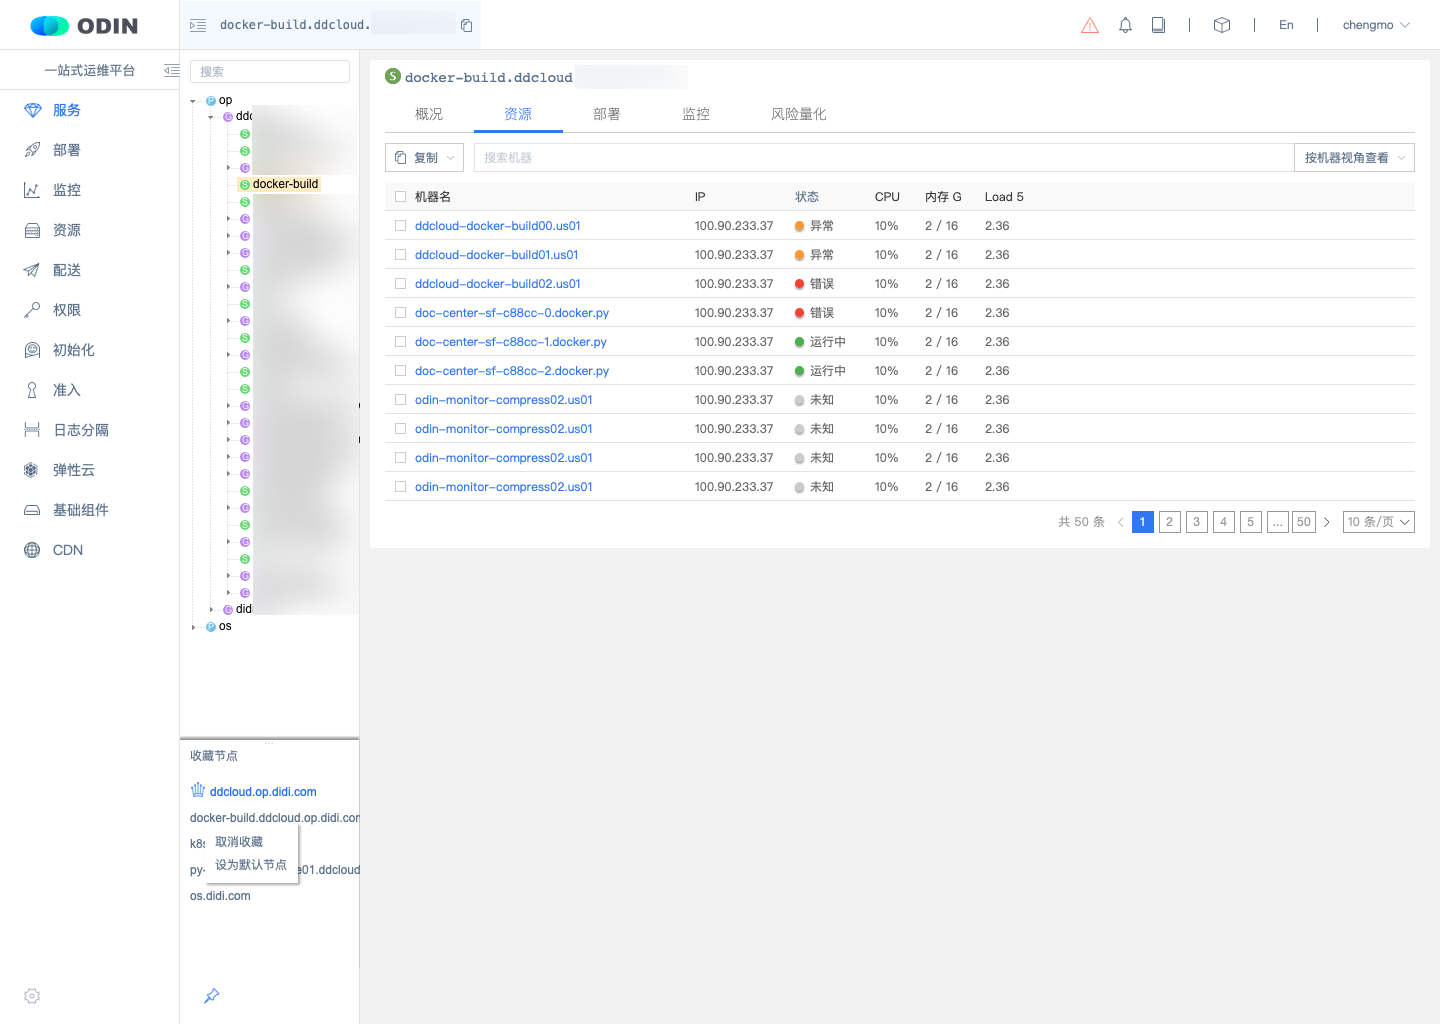 ODIN
docker-build.ddcloud.
En
chengmo
一站式运维平台
服务
部署
监控
资源
配送
权限
初始化
准入
日志分隔
弹性云
基础组件
CDN
搜索
op
ddc
docker-build
didi
os
收藏节点
ddcloud.op.didi.com
docker-build.ddcloud.op.didi.com
k8s
取消收藏
设为默认节点
py-
e01.ddcloud
os.didi.com
docker-build.ddcloud
概况 资源 部署 监控 风险量化
复制 搜索机器 按机器视角查看
机器名 IP 状态 CPU 内存 G Load 5
ddcloud-docker-build00.us01 100.90.233.37 异常 10% 2 / 16 2.36
ddcloud-docker-build01.us01 100.90.233.37 异常 10% 2 / 16 2.36
ddcloud-docker-build02.us01 100.90.233.37 错误 10% 2 / 16 2.36
doc-center-sf-c88cc-0.docker.py 100.90.233.37 错误 10% 2 / 16 2.36
doc-center-sf-c88cc-1.docker.py 100.90.233.37 运行中 10% 2 / 16 2.36
doc-center-sf-c88cc-2.docker.py 100.90.233.37 运行中 10% 2 / 16 2.36
odin-monitor-compress02.us01 100.90.233.37 未知 10% 2 / 16 2.36
odin-monitor-compress02.us01 100.90.233.37 未知 10% 2 / 16 2.36
odin-monitor-compress02.us01 100.90.233.37 未知 10% 2 / 16 2.36
odin-monitor-compress02.us01 100.90.233.37 未知 10% 2 / 16 2.36
共 50 条 1 2 3 4 5 ... 50 10 条/页